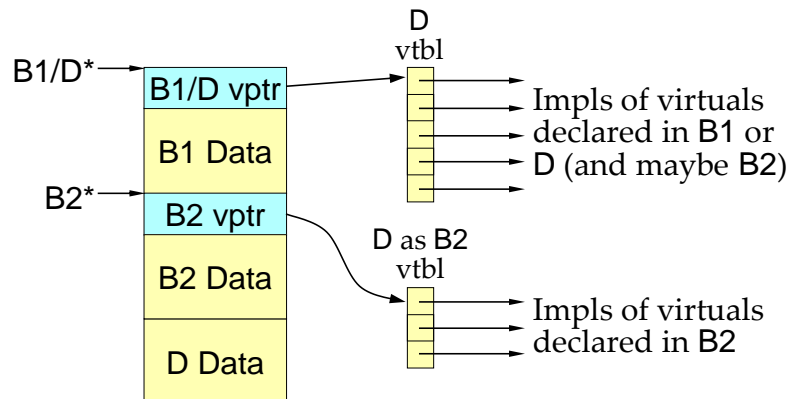 D
vtbl
B1/D*
B1/D vptr
Impls of virtuals
declared in B1 or
D (and maybe B2)
B1 Data
B2*
B2 vptr
D as B2
vtbl
B2 Data
Impls of virtuals
declared in B2
D Data